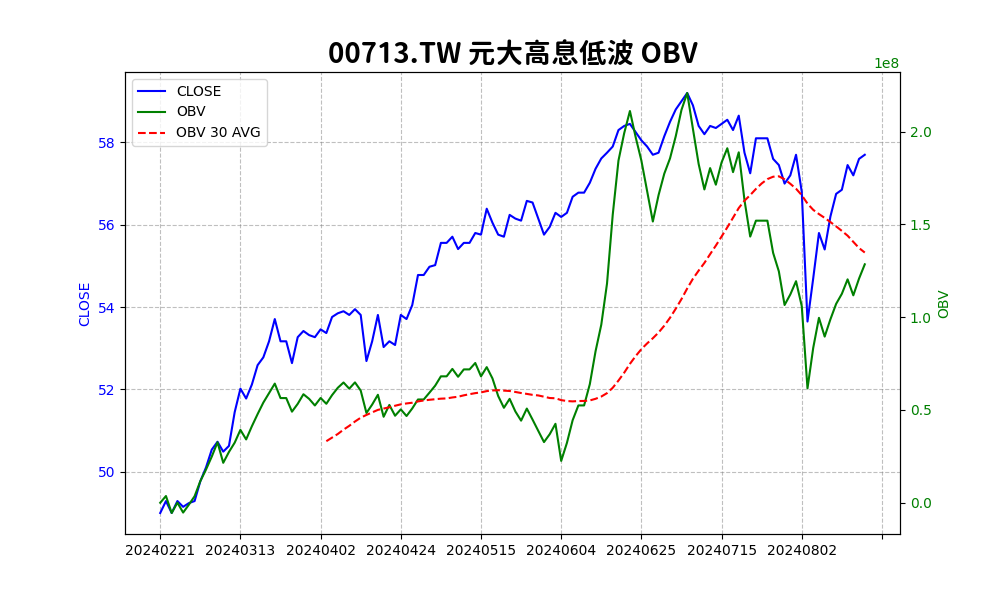 00713.TW 元大高息低波 OBV
1e8
CLOSE
OBV
OBV 30 AVG
58
56
54
52
50
CLOSE
2.0
1.5
1.0
0.5
0.0
OBV
20240221 20240313 20240402 20240424 20240515 20240604 20240625 20240715 20240802